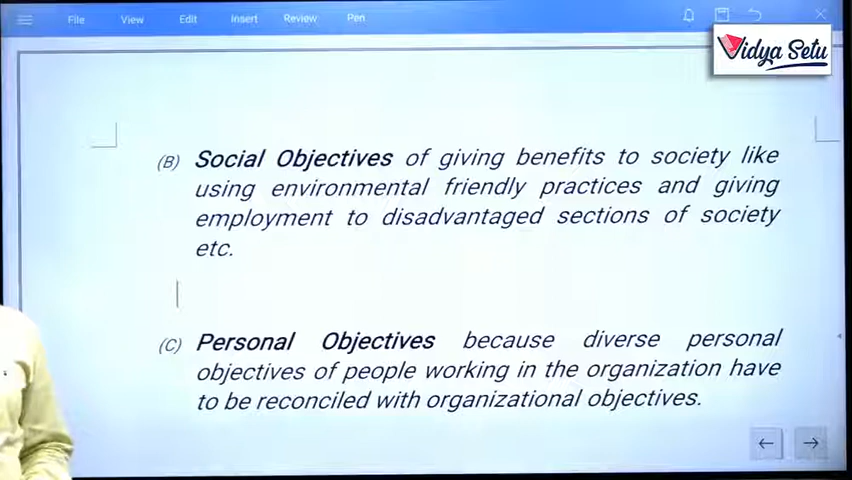 File View Edit Insert Review Pen
Vidya Setu
(B) Social Objectives of giving benefits to society like
using environmental friendly practices and giving
employment to disadvantaged sections of society
etc.
(C) Personal Objectives because diverse personal
objectives of people working in the organization have
to be reconciled with organizational objectives.